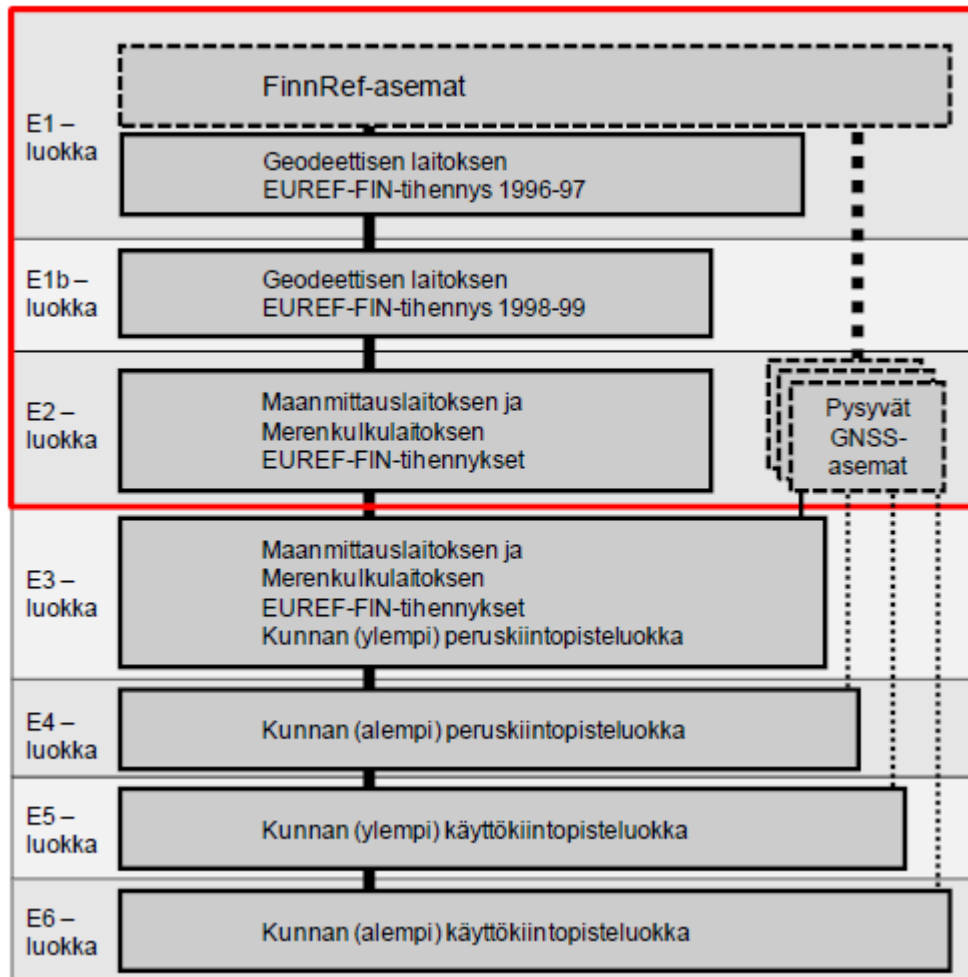 E1 –
luokka
FinnRef-asemat
Geodeettisen laitoksen
EUREF-FIN-tihennys 1996-97
E1b –
luokka
Geodeettisen laitoksen
EUREF-FIN-tihennys 1998-99
E2 –
luokka
Maanmittauslaitoksen ja
Merenkulkulaitoksen
EUREF-FIN-tihennykset
Pysyvät
GNSS-
asemat
E3 –
luokka
Maanmittauslaitoksen ja
Merenkulkulaitoksen
EUREF-FIN-tihennykset
Kunnan (ylempi) peruskiintopisteluokka
E4 –
luokka
Kunnan (alempi) peruskiintopisteluokka
E5 –
luokka
Kunnan (ylempi) käyttökiintopisteluokka
E6 –
luokka
Kunnan (alempi) käyttökiintopisteluokka